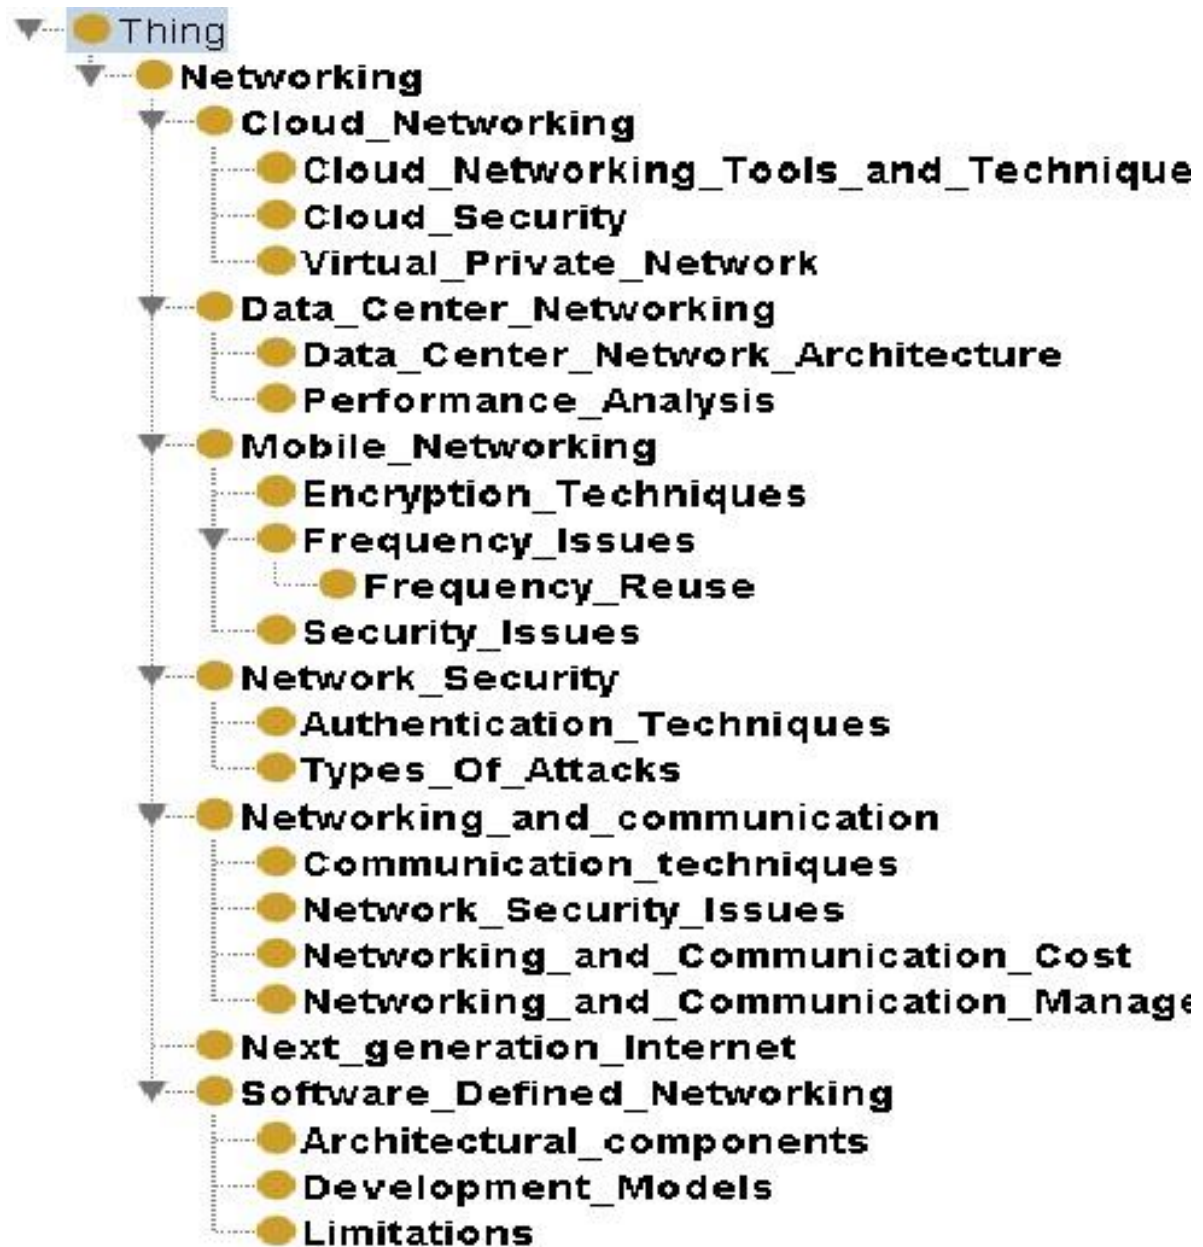 Thing
Networking
Cloud_Networking
Cloud_Networking_Tools_and_Technique
Cloud_Security
Virtual_Private_Network
Data_Center_Networking
Data_Center_Network_Architecture
Performance_Analysis
Mobile_Networking
Encryption_Techniques
Frequency_Issues
Frequency_Reuse
Security_Issues
Network_Security
Authentication_Techniques
Types_Of_Attacks
Networking_and_communication
Communication_techniques
Network_Security_Issues
Networking_and_Communication_Cost
Networking_and_Communication_Manage
Next_generation_Internet
Software_Defined_Networking
Architectural_components
Development_Models
Limitations